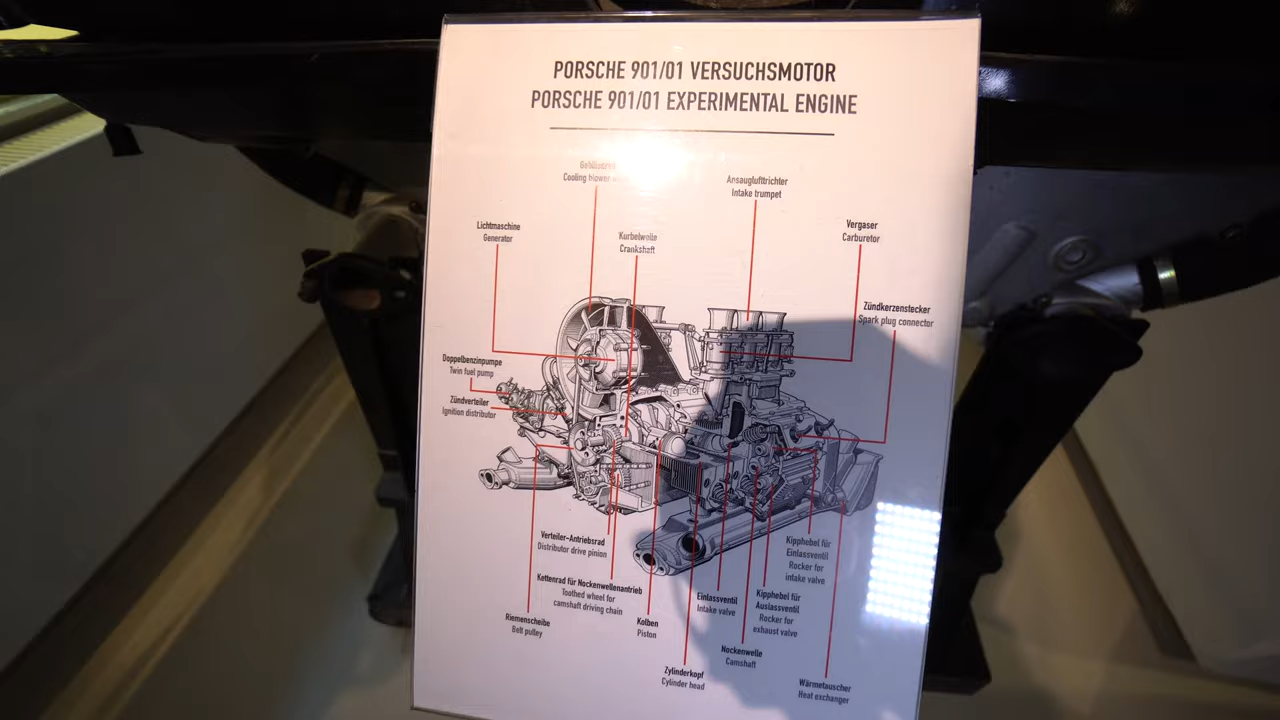 PORSCHE 901/01 VERSUCHSMOTOR
PORSCHE 901/01 EXPERIMENTAL ENGINE
Cooling blower
Ansauglufttrichter
Intake trumpet
Lichtmaschine
Generator
Kurbelwelle
Crankshaft
Vergaser
Carburetor
Zündkerzenstecker
Spark plug connector
Doppelbenzinpumpe
Twin fuel pump
Zündverteiler
Ignition distributor
Verteiler-Antriebsrad
Distributor drive pinion
Kipphebel für
Einlassventil
Rocker for
intake valve
Kettenrad für Nockenwellenantrieb
Toothed wheel for
camshaft driving chain
Einlassventil
Intake valve
Kipphebel für
Auslassventil
Rocker for
exhaust valve
Riemenscheibe
Belt pulley
Kolben
Piston
Nockenwelle
Camshaft
Zylinderkopf
Cylinder head
Wärmetauscher
Heat exchanger